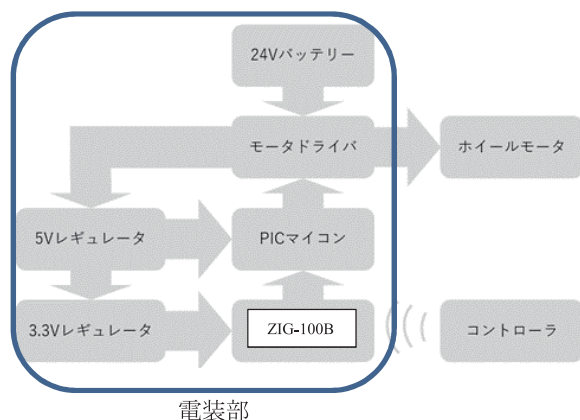 24Vバッテリー
モータドライバ
ホイールモータ
5Vレギュレータ
PICマイコン
3.3Vレギュレータ
ZIG-100B
コントローラ
電装部